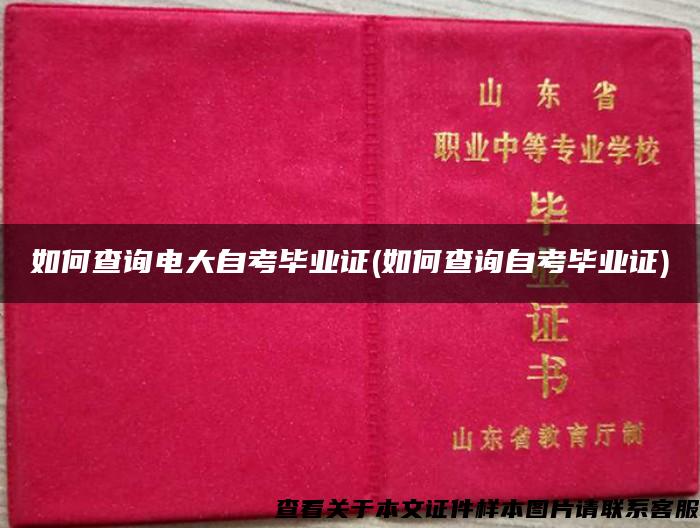 山东省
职业中等专业学校
毕业证书
如何查询电大自考毕业证(如何查询自考毕业证)
山东省教育厅制
查看关于本文证件样本图片请联系客服